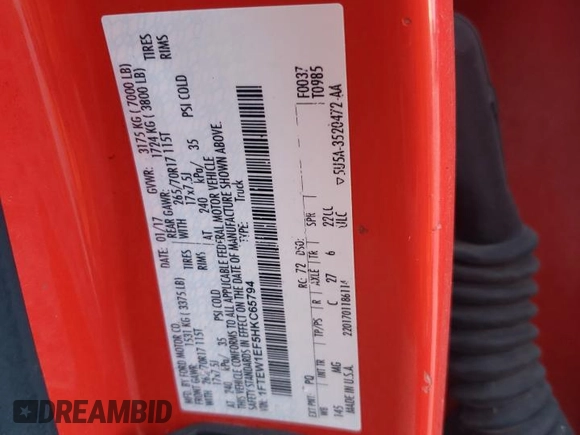 MFD. BY FORD MOTOR CO.
DATE: 01/17 GVWR: 3175 KG ( 7000 LB)
FRONT GAWR: 1531 KG ( 3375 LB) REAR GAWR: 1724 KG ( 3800 LB)
265/70R17 115T WITH 265/70R17 115T TIRES
17x7.5J RIMS WITH 17x7.5J RIMS
AT 240 kPa/ 35 PSI COLD AT 240 kPa/ 35 PSI COLD
THIS VEHICLE CONFORMS TO ALL APPLICABLE FEDERAL MOTOR VEHICLE
SAFETY STANDARDS IN EFFECT ON THE DATE OF MANUFACTURE SHOWN ABOVE.
VIN: 1FTEW1EF5HKC65794 TYPE: Truck
F0037
T0985
EXT PNT: PQ RC: 72 DSO:
WB INT TR TP/PS R AXLE TR SPR
145 MG C 27 6 22LL
MADE IN U.S.A. ULC
2201701186114
▽5U5A-3520472-AA
DREAMBID